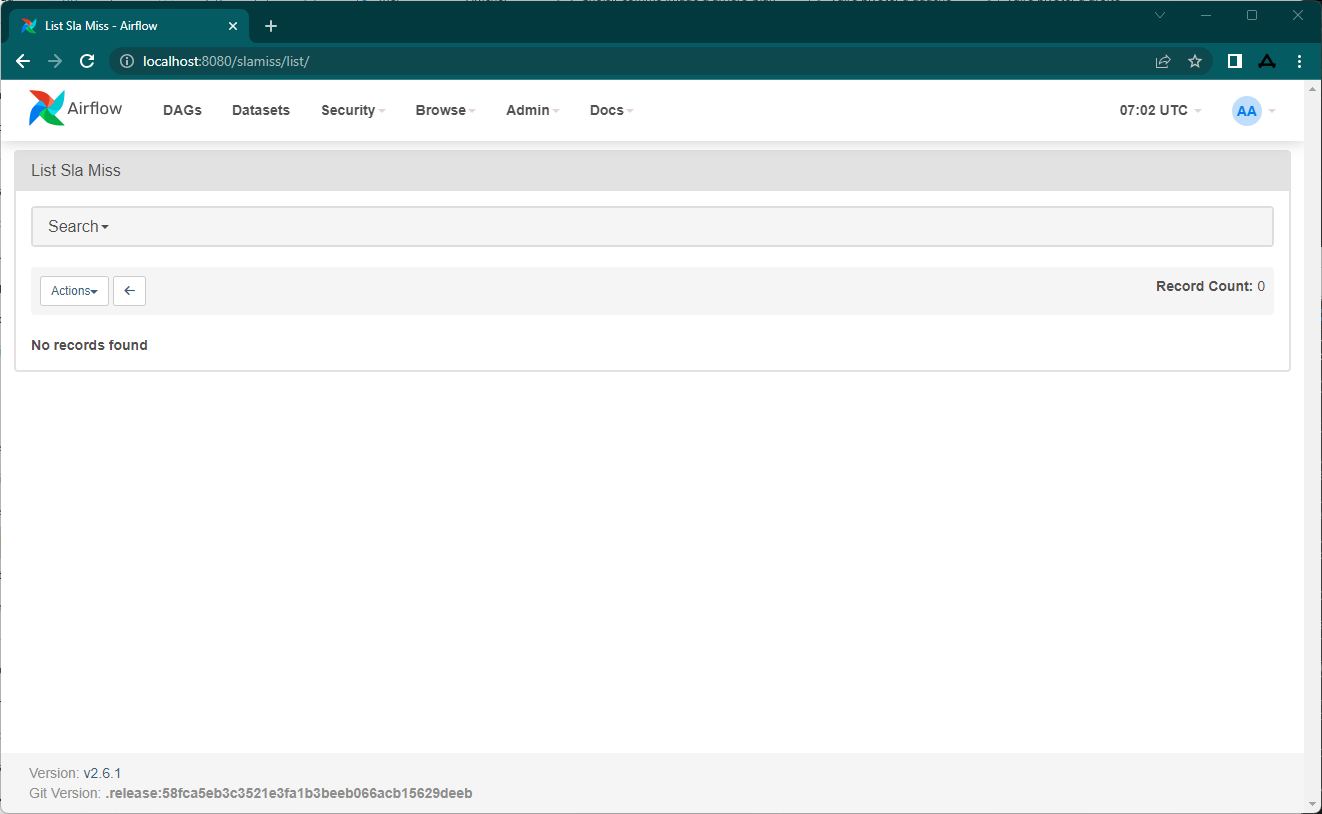 List Sla Miss - Airflow
localhost:8080/slamiss/list/
Airflow DAGs Datasets Security Browse Admin Docs 07:02 UTC AA
List Sla Miss
Search
Actions Record Count: 0
No records found
Version: v2.6.1
Git Version: .release:58fca5eb3c3521e3fa1b3beeb066acb15629deeb